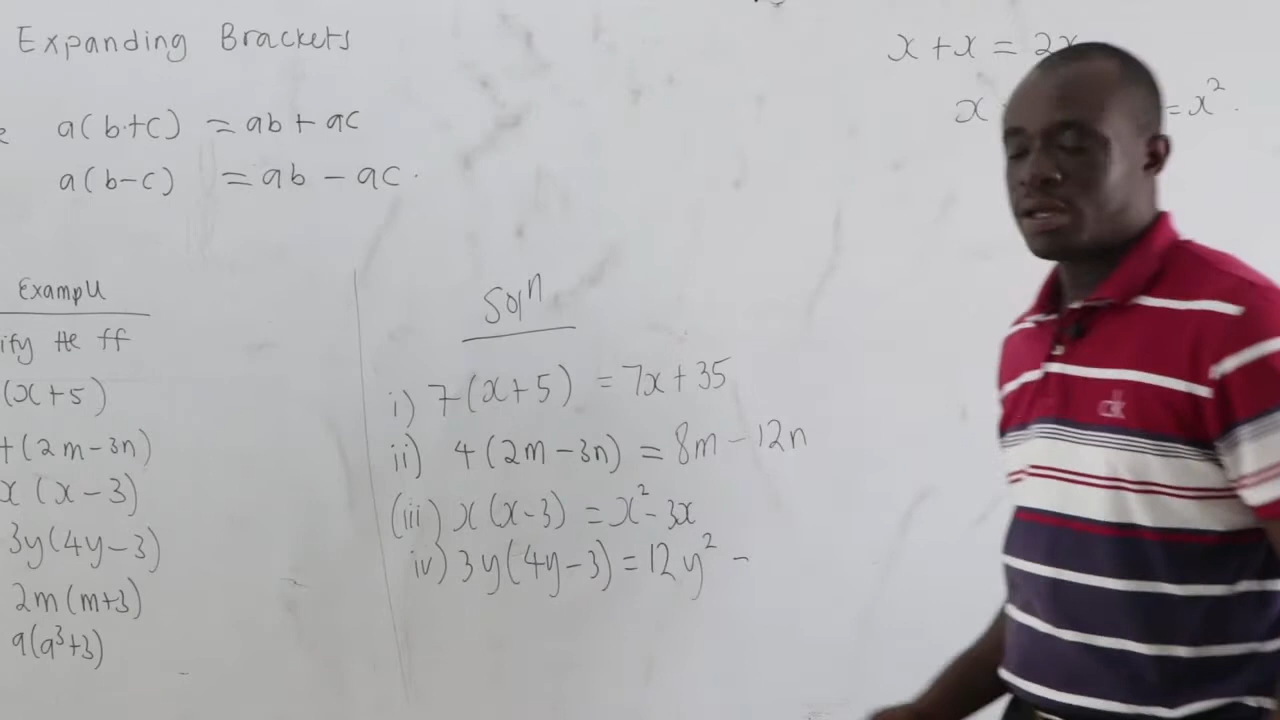 Expanding Brackets
a(b+c) = ab + ac
a(b-c) = ab - ac.
x + x = 2x
x = x².
Example
ify the ff
(x+5)
(2m-3n)
x(x-3)
3y(4y-3)
2m(m+3)
a(a³+3)
Solⁿ
i) 7(x+5) = 7x+35
ii) 4(2m-3n) = 8m-12n
(iii) x(x-3) = x²-3x
iv) 3y(4y-3) = 12y² -
ck